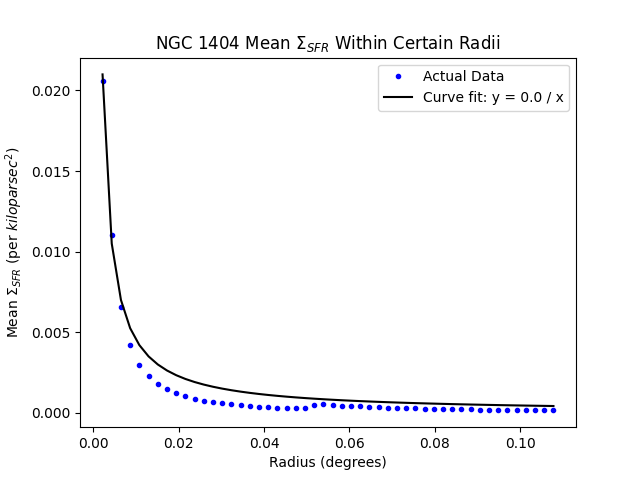 NGC 1404 Mean Σ_SFR Within Certain Radii
Actual Data
Curve fit: y = 0.0 / x
Mean Σ_SFR (per kiloparsec²)
0.020
0.015
0.010
0.005
0.000
0.00 0.02 0.04 0.06 0.08 0.10
Radius (degrees)